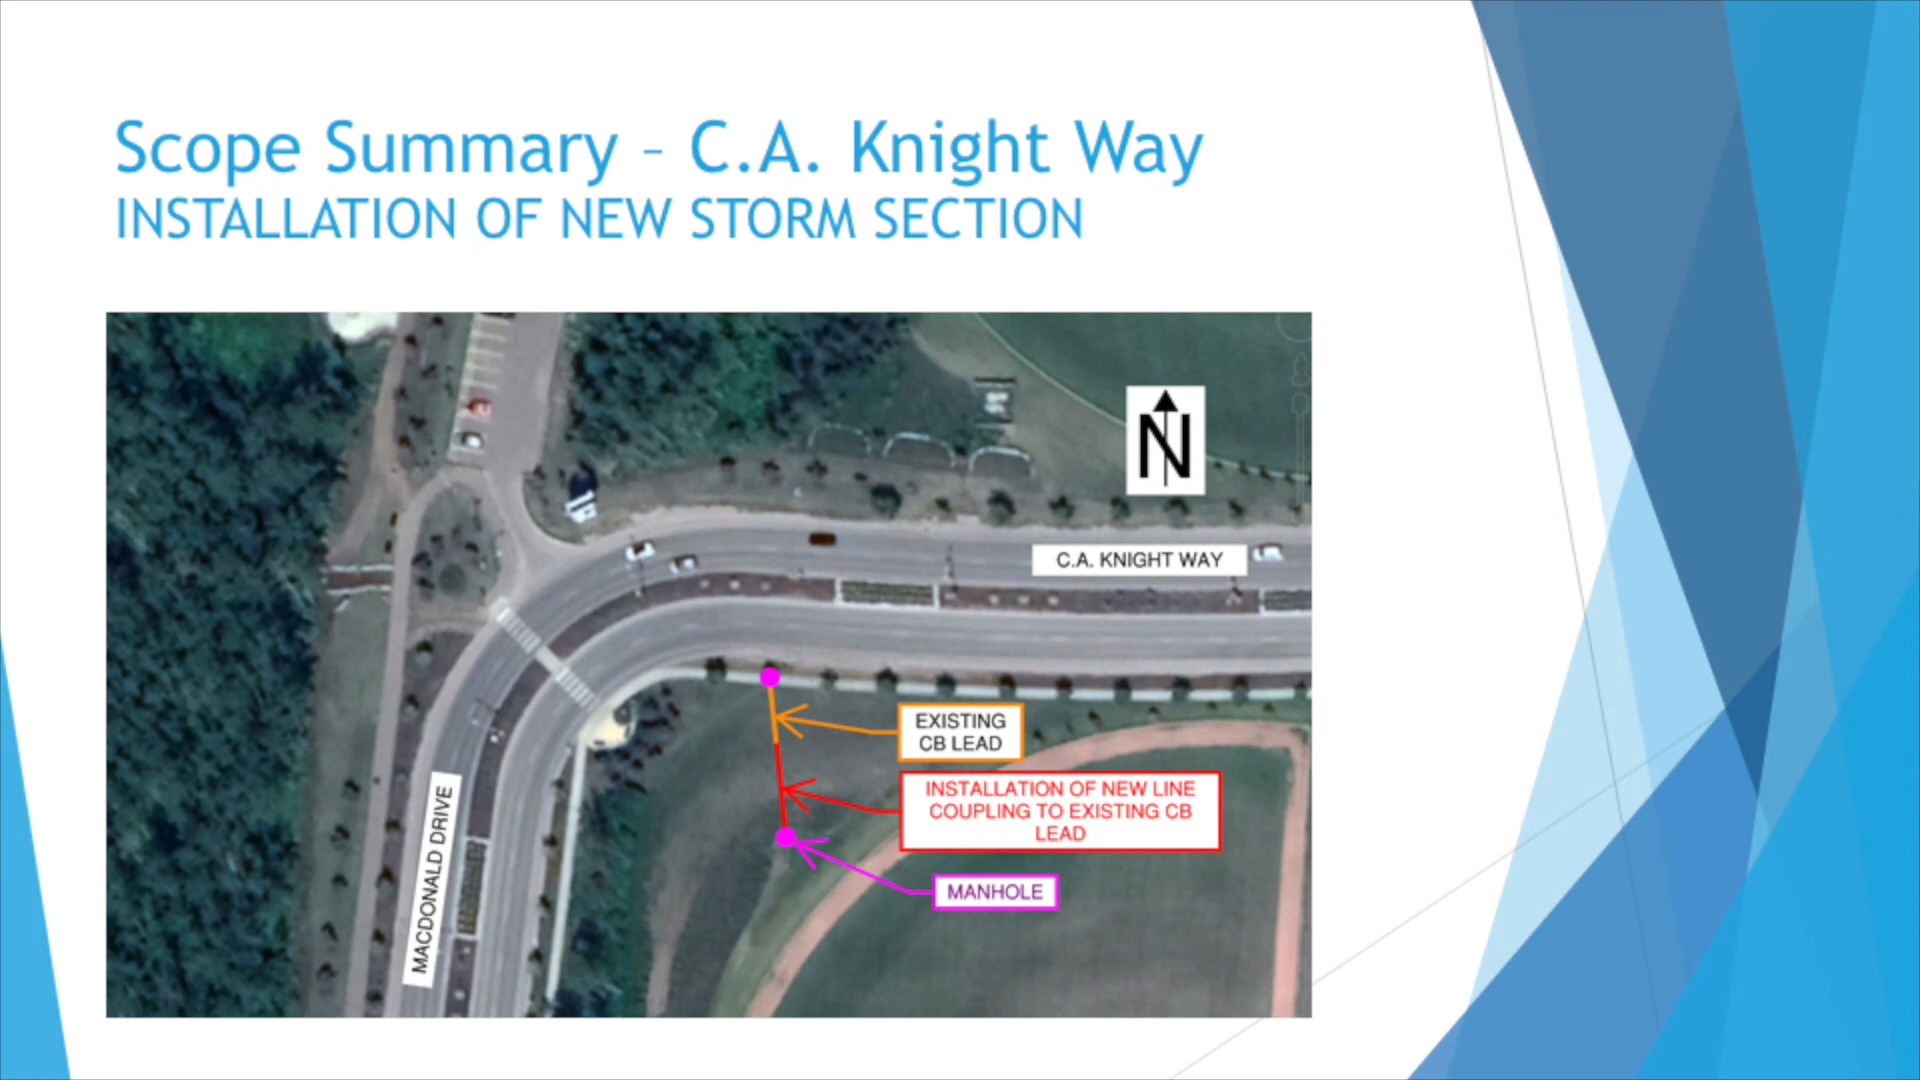 Scope Summary – C.A. Knight Way
INSTALLATION OF NEW STORM SECTION
N
C.A. KNIGHT WAY
EXISTING
CB LEAD
INSTALLATION OF NEW LINE
COUPLING TO EXISTING CB
LEAD
MANHOLE
MACDONALD DRIVE